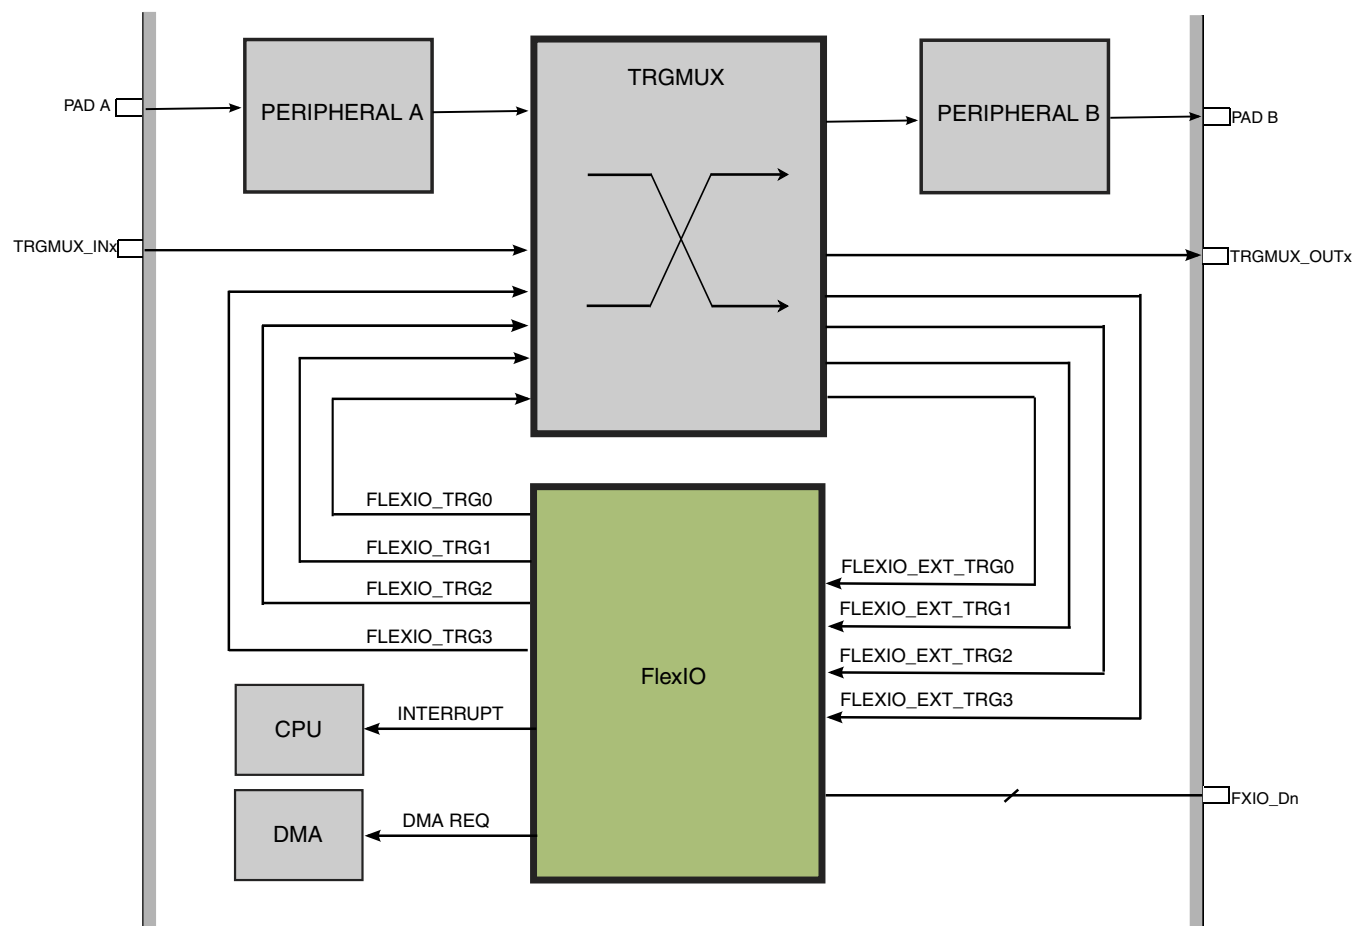 TRGMUX
PAD A
PERIPHERAL A
PERIPHERAL B
PAD B
TRGMUX_INx
TRGMUX_OUTx
FLEXIO_TRG0
FLEXIO_TRG1
FLEXIO_TRG2
FLEXIO_TRG3
FLEXIO_EXT_TRG0
FLEXIO_EXT_TRG1
FLEXIO_EXT_TRG2
FLEXIO_EXT_TRG3
FlexIO
CPU
INTERRUPT
DMA
DMA REQ
FXIO_Dn